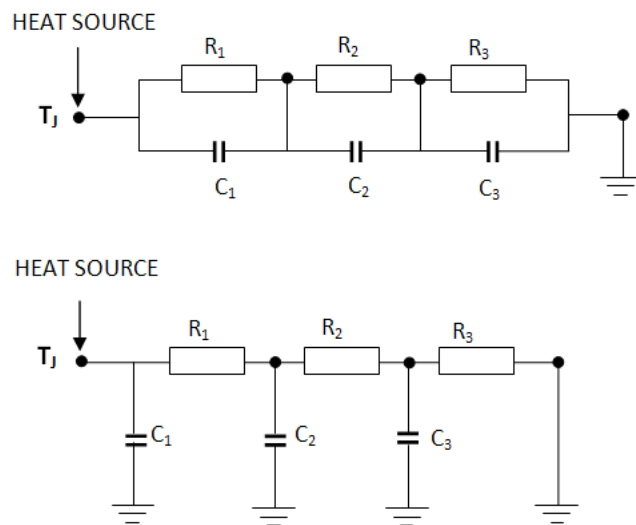 HEAT SOURCE
R₁ R₂ R₃
Tⱼ
C₁ C₂ C₃
HEAT SOURCE
R₁ R₂ R₃
Tⱼ
C₁ C₂ C₃